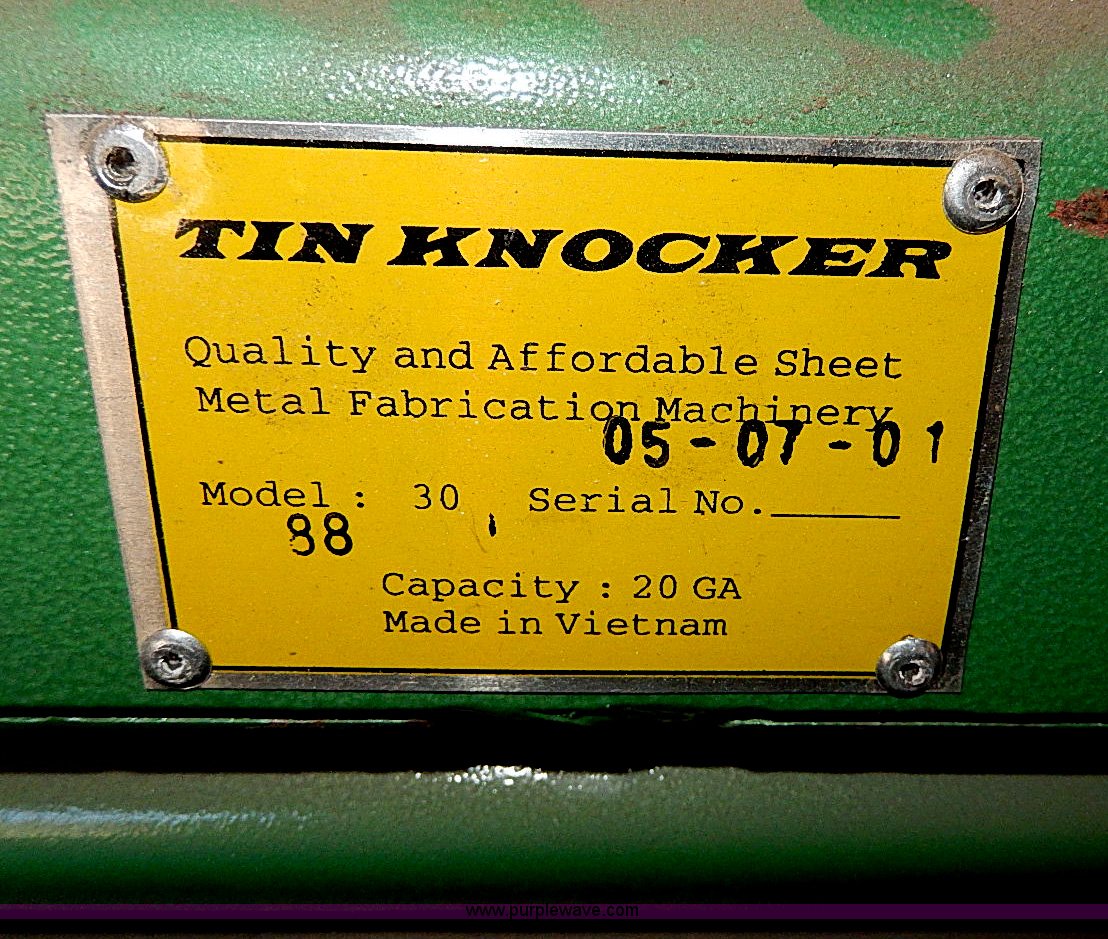 TIN KNOCKER
Quality and Affordable Sheet
Metal Fabrication Machinery
05-07-01
Model : 30 Serial No.______
88
Capacity : 20 GA
Made in Vietnam
www.purplewave.com